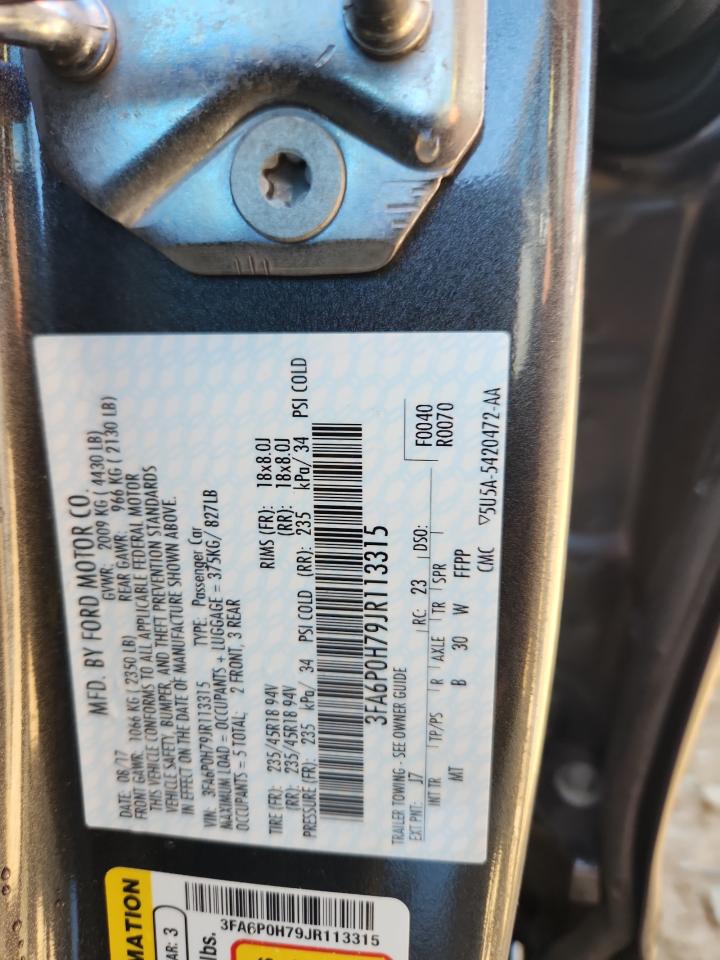 MFD. BY FORD MOTOR CO.
DATE: 08/17 GVWR: 2009 KG ( 4430 LB)
FRONT GAWR: 1066 KG ( 2350 LB) REAR GAWR: 966 KG ( 2130 LB)
THIS VEHICLE CONFORMS TO ALL APPLICABLE FEDERAL MOTOR
VEHICLE SAFETY, BUMPER, AND THEFT PREVENTION STANDARDS
IN EFFECT ON THE DATE OF MANUFACTURE SHOWN ABOVE.
VIN: 3FA6P0H79JR113315 TYPE: Passenger Car
MAXIMUM LOAD = OCCUPANTS + LUGGAGE = 375KG/ 827LB
OCCUPANTS = 5 TOTAL: 2 FRONT, 3 REAR
TIRE (FR): 235/45R18 94V RIMS (FR): 18x8.0J
(RR): 235/45R18 94V (RR): 18x8.0J
PRESSURE (FR): 235 kPa/ 34 PSI COLD (RR): 235 kPa/ 34 PSI COLD
3FA6P0H79JR113315
TRAILER TOWING - SEE OWNER GUIDE F0040
EXT PNT: J7 RC: 23 DSO: R0070
INT TR TP/PS R AXLE TR SPR
MT B 30 W FFPP
CMC ▽5U5A-5420472-AA
MATION
AR: 3
lbs.
3FA6P0H79JR113315